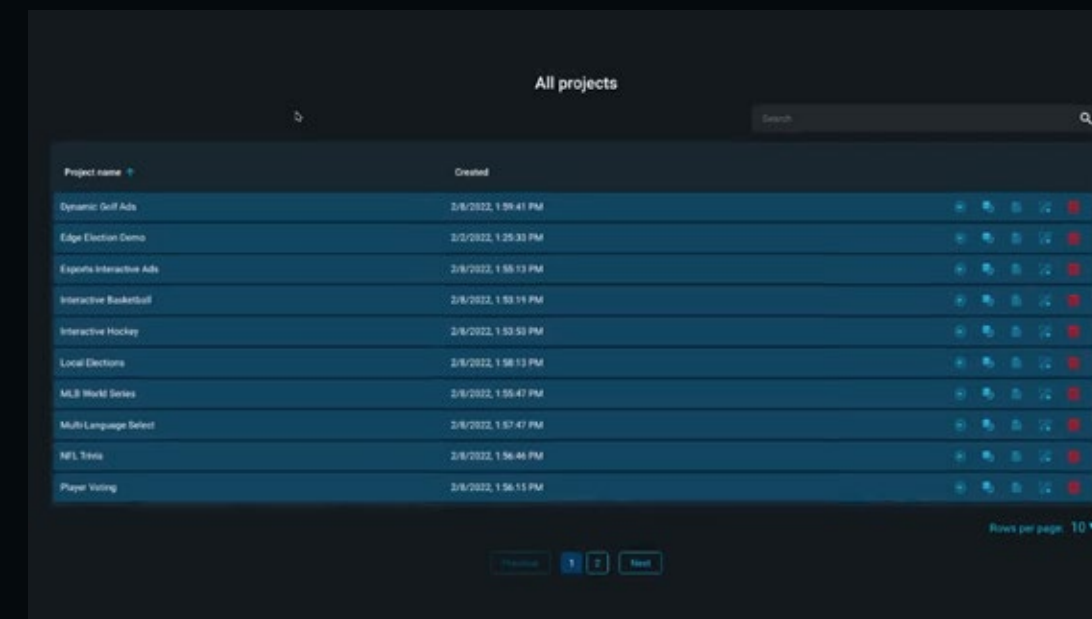 All projects
Search
Project name ↑ Created
Dynamic Golf Ads 2/8/2022, 1:59:41 PM
Edge Election Demo 2/2/2022, 1:25:33 PM
Esports Interactive Ads 2/8/2022, 1:55:13 PM
Interactive Basketball 2/8/2022, 1:53:19 PM
Interactive Hockey 2/8/2022, 1:53:53 PM
Local Elections 2/8/2022, 1:58:13 PM
MLB World Series 2/8/2022, 1:55:47 PM
Multi-Language Select 2/8/2022, 1:57:47 PM
NFL Trivia 2/8/2022, 1:56:46 PM
Player Voting 2/8/2022, 1:56:15 PM
Rows per page: 10
Previous 1 2 Next